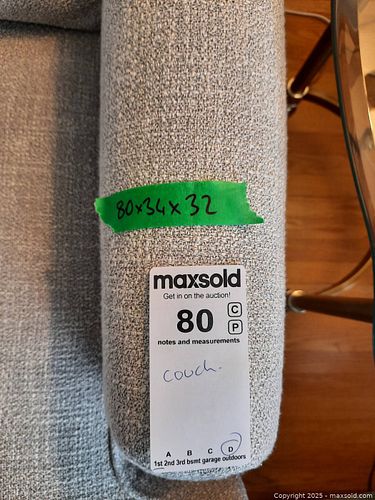 80x34x32
maxsold
Get in on the auction!
80
C
P
notes and measurements
couch.
A B C D
1st 2nd 3rd bsmt garage outdoors
Copyright 2025 - maxsold.com